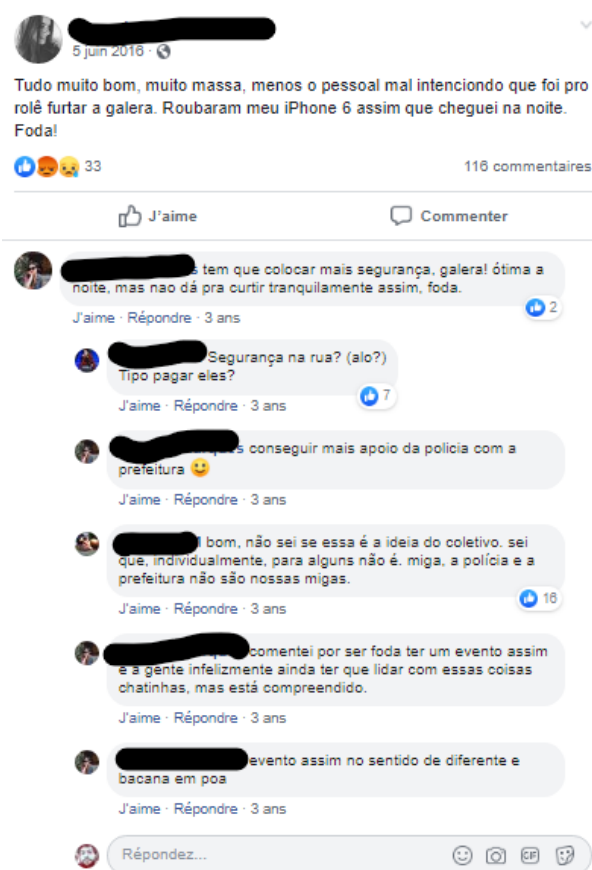 5 juin 2016 ·
Tudo muito bom, muito massa, menos o pessoal mal intenciondo que foi pro
rolê furtar a galera. Roubaram meu iPhone 6 assim que cheguei na noite.
Foda!
33
116 commentaires
J'aime
Commenter
tem que colocar mais segurança, galera! ótima a
noite, mas nao dá pra curtir tranquilamente assim, foda.
2
J'aime · Répondre · 3 ans
Segurança na rua? (alo?)
Tipo pagar eles?
7
J'aime · Répondre · 3 ans
conseguir mais apoio da policia com a
prefeitura 🙂
J'aime · Répondre · 3 ans
bom, não sei se essa é a ideia do coletivo. sei
que, individualmente, para alguns não é. miga, a polícia e a
prefeitura não são nossas migas.
16
J'aime · Répondre · 3 ans
comentei por ser foda ter um evento assim
e a gente infelizmente ainda ter que lidar com essas coisas
chatinhas, mas está compreendido.
J'aime · Répondre · 3 ans
evento assim no sentido de diferente e
bacana em poa
J'aime · Répondre · 3 ans
Répondez...
GIF